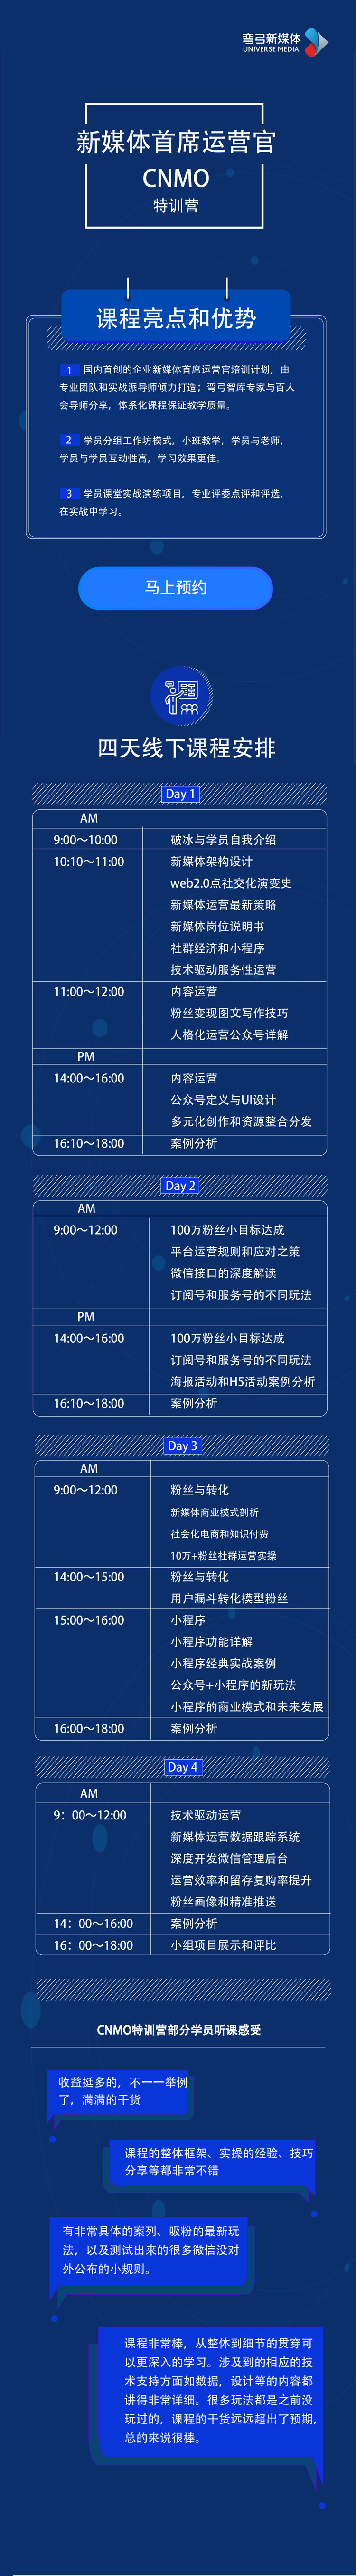 弯弓新媒体
UNIVERSE MEDIA
新媒体首席运营官
CNMO
特训营
课程亮点和优势
1 国内首创的企业新媒体首席运营官培训计划，由
专业团队和实战派导师倾力打造；弯弓智库专家与百人
会导师分享，体系化课程保证教学质量。
2 学员分组工作坊模式，小班教学，学员与老师，
学员与学员互动性高，学习效果更佳。
3 学员课堂实战演练项目，专业评委点评和评选，
在实战中学习。
马上预约
四天线下课程安排
Day 1
AM
9:00～10:00 破冰与学员自我介绍
10:10～11:00 新媒体架构设计
web2.0点社交化演变史
新媒体运营最新策略
新媒体岗位说明书
社群经济和小程序
技术驱动服务性运营
11:00～12:00 内容运营
粉丝变现图文写作技巧
人格化运营公众号详解
PM
14:00～16:00 内容运营
公众号定义与UI设计
多元化创作和资源整合分发
16:10～18:00 案例分析
Day 2
AM
9:00～12:00 100万粉丝小目标达成
平台运营规则和应对之策
微信接口的深度解读
订阅号和服务号的不同玩法
PM
14:00～16:00 100万粉丝小目标达成
订阅号和服务号的不同玩法
海报活动和H5活动案例分析
16:10～18:00 案例分析
Day 3
AM
9:00～12:00 粉丝与转化
新媒体商业模式剖析
社会化电商和知识付费
10万+粉丝社群运营实操
14:00～15:00 粉丝与转化
用户漏斗转化模型粉丝
15:00～16:00 小程序
小程序功能详解
小程序经典实战案例
公众号+小程序的新玩法
小程序的商业模式和未来发展
16:00～18:00 案例分析
Day 4
AM
9：00～12:00 技术驱动运营
新媒体运营数据跟踪系统
深度开发微信管理后台
运营效率和留存复购率提升
粉丝画像和精准推送
14：00～16:00 案例分析
16：00～18:00 小组项目展示和评比
CNMO特训营部分学员听课感受
收益挺多的，不一一举例
了，满满的干货
课程的整体框架、实操的经验、技巧
分享等都非常不错
有非常具体的案列、吸粉的最新玩
法，以及测试出来的很多微信没对
外公布的小规则。
课程非常棒，从整体到细节的贯穿可
以更深入的学习。涉及到的相应的技
术支持方面如数据，设计等的内容都
讲得非常详细。很多玩法都是之前没
玩过的，课程的干货远远超出了预期，
总的来说很棒。